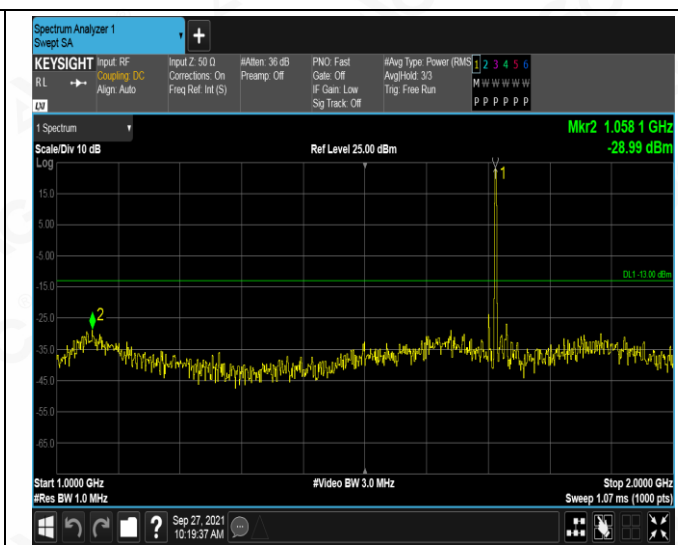 Spectrum Analyzer 1
Swept SA
+
KEYSIGHT Input: RF Input Z: 50 Ω #Atten: 36 dB PNO: Fast #Avg Type: Power (RMS 1 2 3 4 5 6
RL Coupling: DC Corrections: On Preamp: Off Gate: Off Avg|Hold: 3/3 M W W W W W
Align: Auto Freq Ref: Int (S) IF Gain: Low Trig: Free Run
Sig Track: Off P P P P P P
LXI
1 Spectrum Mkr2 1.058 1 GHz
Scale/Div 10 dB Ref Level 25.00 dBm -28.99 dBm
Log
1
15.0
5.00
-5.00
DL1 -13.00 dBm
-15.0
-25.0
2
-35.0
-45.0
-55.0
-65.0
Start 1.0000 GHz #Video BW 3.0 MHz Stop 2.0000 GHz
#Res BW 1.0 MHz Sweep 1.07 ms (1000 pts)
? Sep 27, 2021
10:19:37 AM